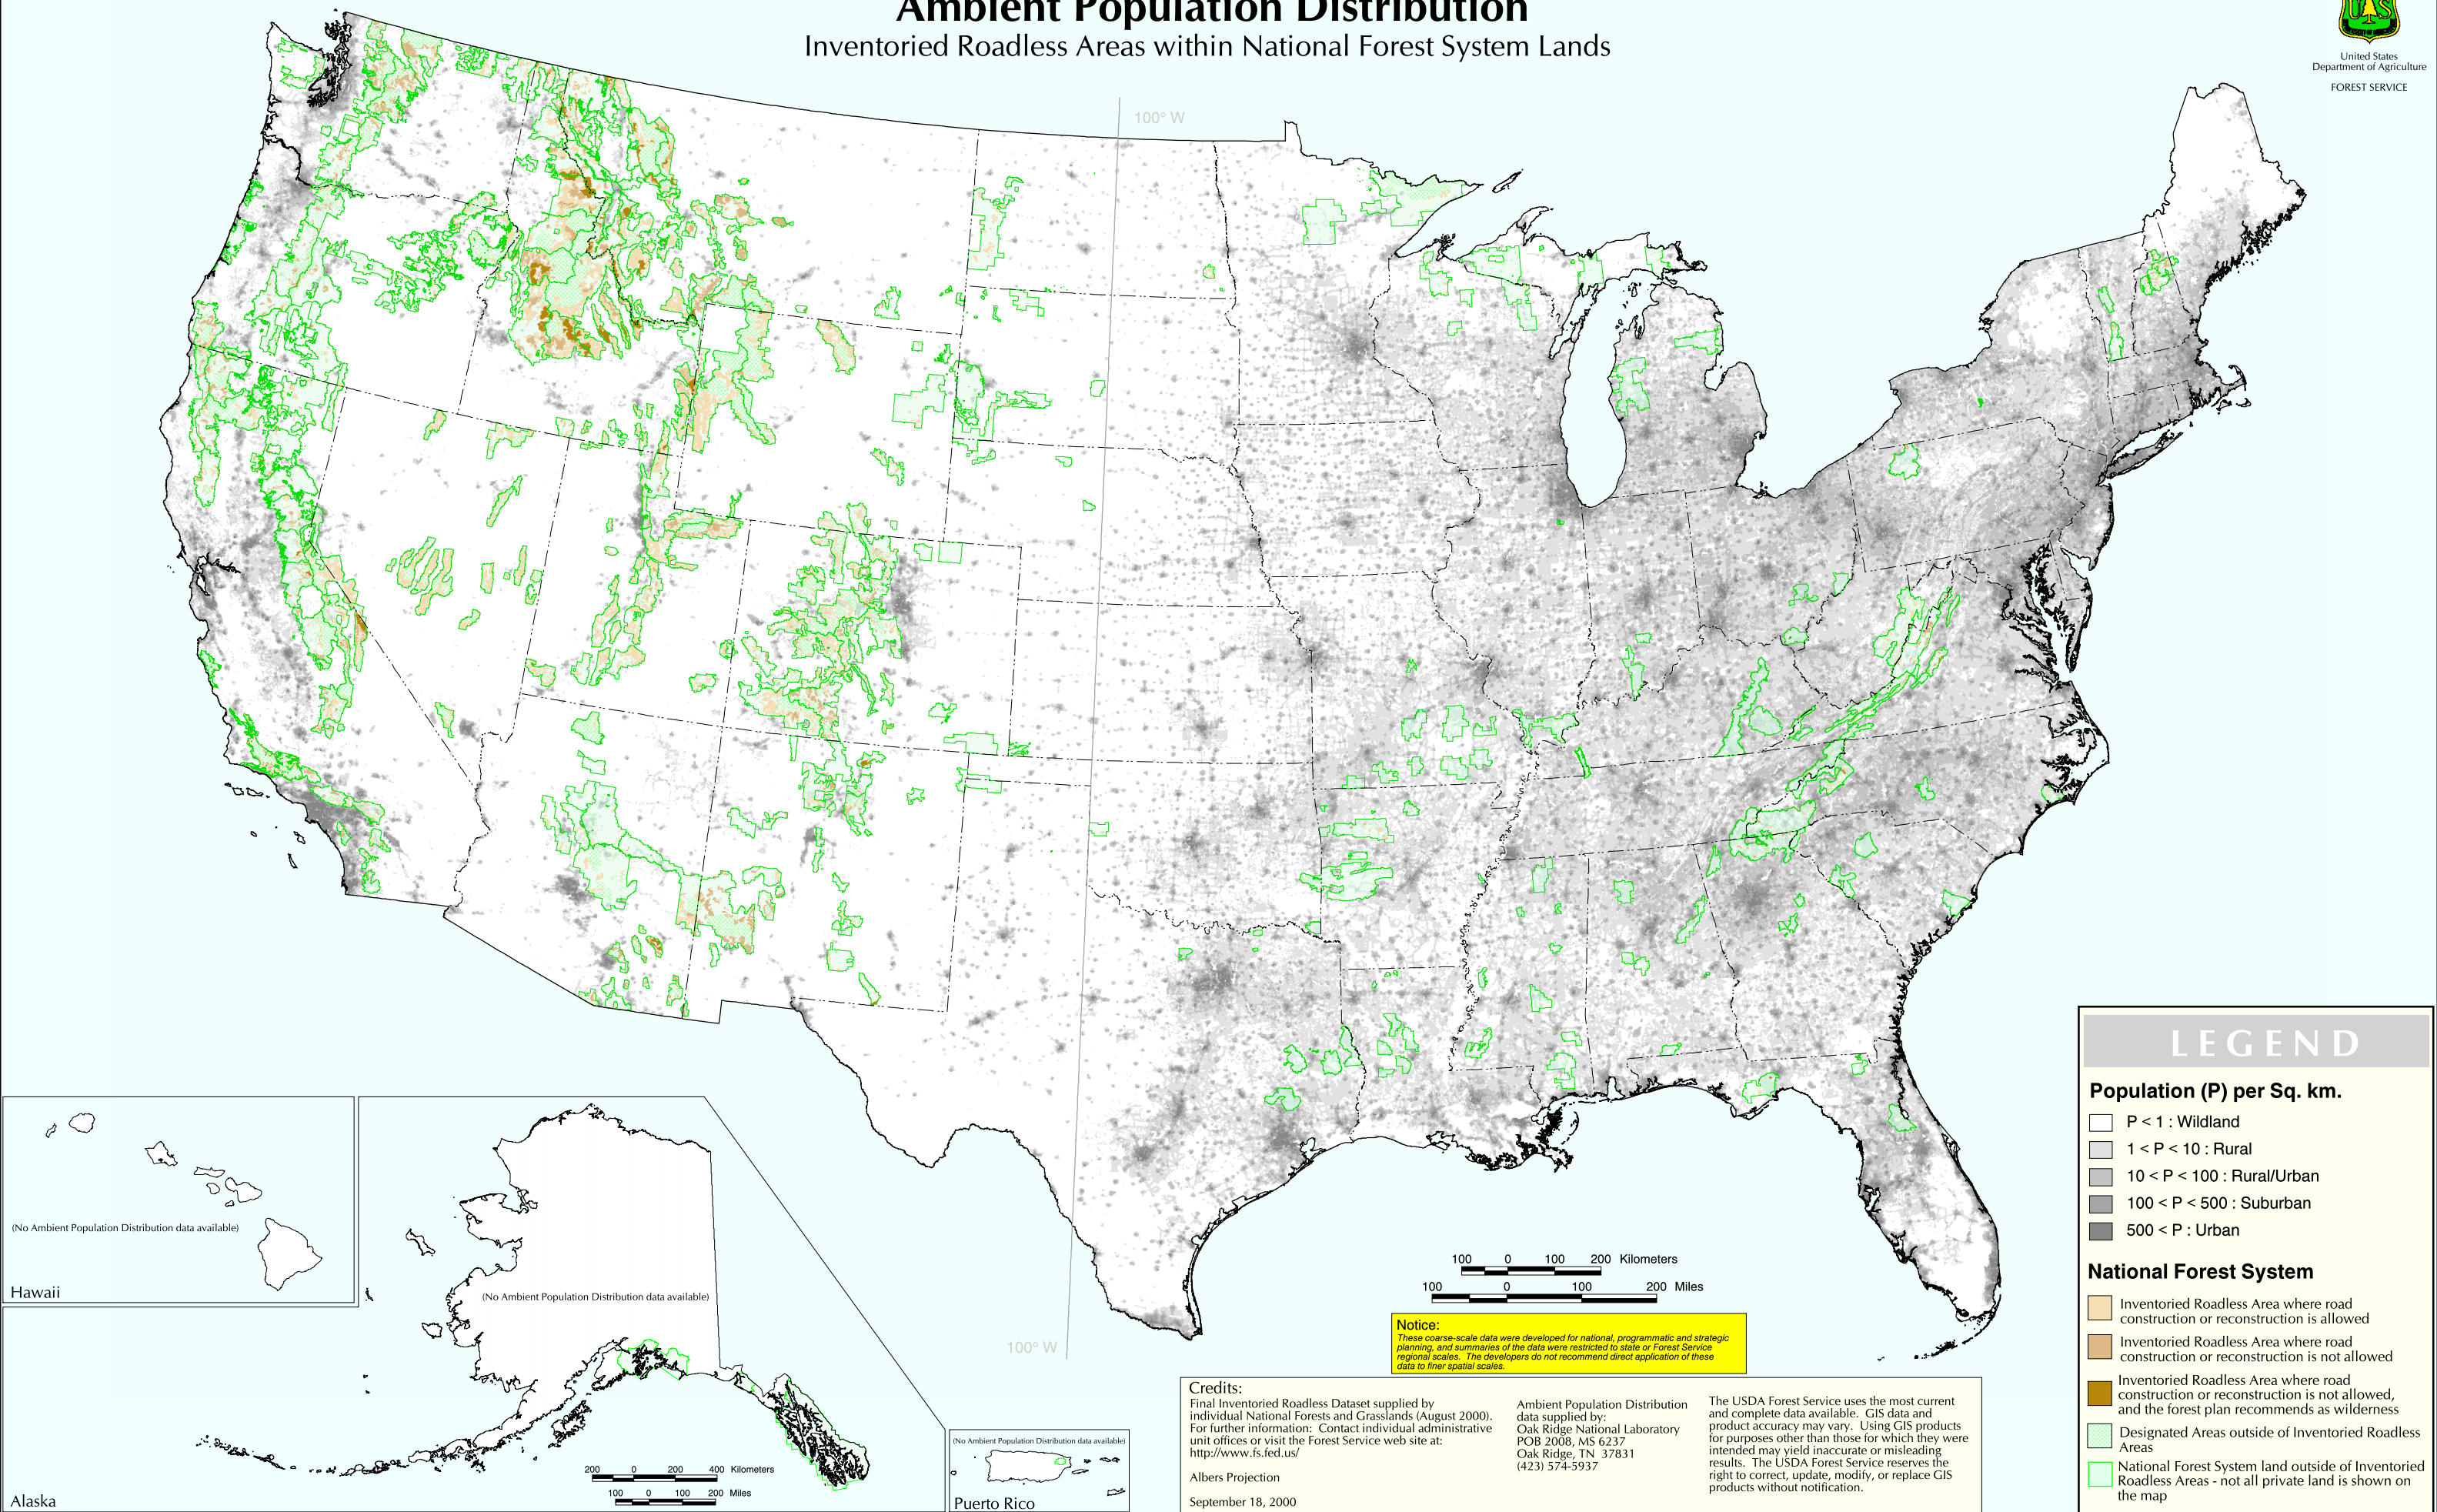 Ambient Population Distribution
Inventoried Roadless Areas within National Forest System Lands
UAS
United States
Department of Agriculture
FOREST SERVICE
100° W
100° W
(No Ambient Population Distribution data available)
Hawaii
(No Ambient Population Distribution data available)
200 0 200 400 Kilometers
100 0 100 200 Miles
Alaska
(No Ambient Population Distribution data available)
Puerto Rico
100 0 100 200 Kilometers
100 0 100 200 Miles
Notice:
These coarse-scale data were developed for national, programmatic and strategic
planning, and summaries of the data were restricted to state or Forest Service
regional scales. The developers do not recommend direct application of these
data to finer spatial scales.
Credits:
Final Inventoried Roadless Dataset supplied by
individual National Forests and Grasslands (August 2000).
For further information: Contact individual administrative
unit offices or visit the Forest Service web site at:
http://www.fs.fed.us/
Albers Projection
September 18, 2000
Ambient Population Distribution
data supplied by:
Oak Ridge National Laboratory
POB 2008, MS 6237
Oak Ridge, TN 37831
(423) 574-5937
The USDA Forest Service uses the most current
and complete data available. GIS data and
product accuracy may vary. Using GIS products
for purposes other than those for which they were
intended may yield inaccurate or misleading
results. The USDA Forest Service reserves the
right to correct, update, modify, or replace GIS
products without notification.
LEGEND
Population (P) per Sq. km.
P < 1 : Wildland
1 < P < 10 : Rural
10 < P < 100 : Rural/Urban
100 < P < 500 : Suburban
500 < P : Urban
National Forest System
Inventoried Roadless Area where road
construction or reconstruction is allowed
Inventoried Roadless Area where road
construction or reconstruction is not allowed
Inventoried Roadless Area where road
construction or reconstruction is not allowed,
and the forest plan recommends as wilderness
Designated Areas outside of Inventoried Roadless
Areas
National Forest System land outside of Inventoried
Roadless Areas - not all private land is shown on
the map